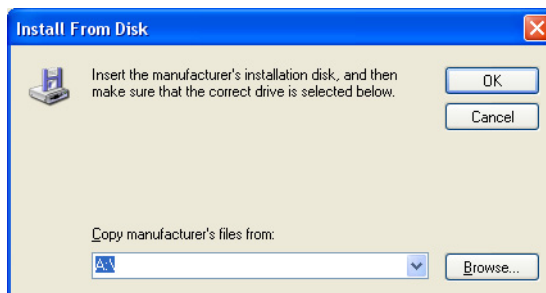 Install From Disk
Insert the manufacturer's installation disk, and then
make sure that the correct drive is selected below.
OK
Cancel
Copy manufacturer's files from:
A:\
Browse...